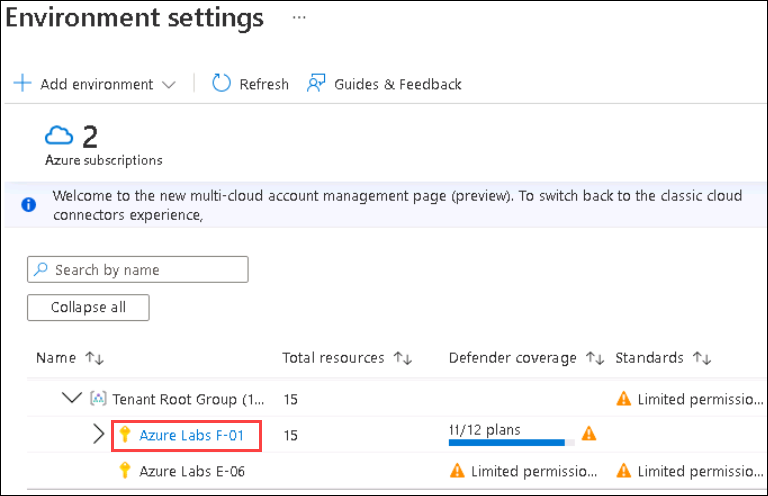 Environment settings ...
Add environment Refresh Guides & Feedback
2
Azure subscriptions
Welcome to the new multi-cloud account management page (preview). To switch back to the classic cloud
connectors experience,
Search by name
Collapse all
Name Total resources Defender coverage Standards
Tenant Root Group (1... 15 Limited permissio...
Azure Labs F-01 15 11/12 plans
Azure Labs E-06 Limited permissio... Limited permissio...